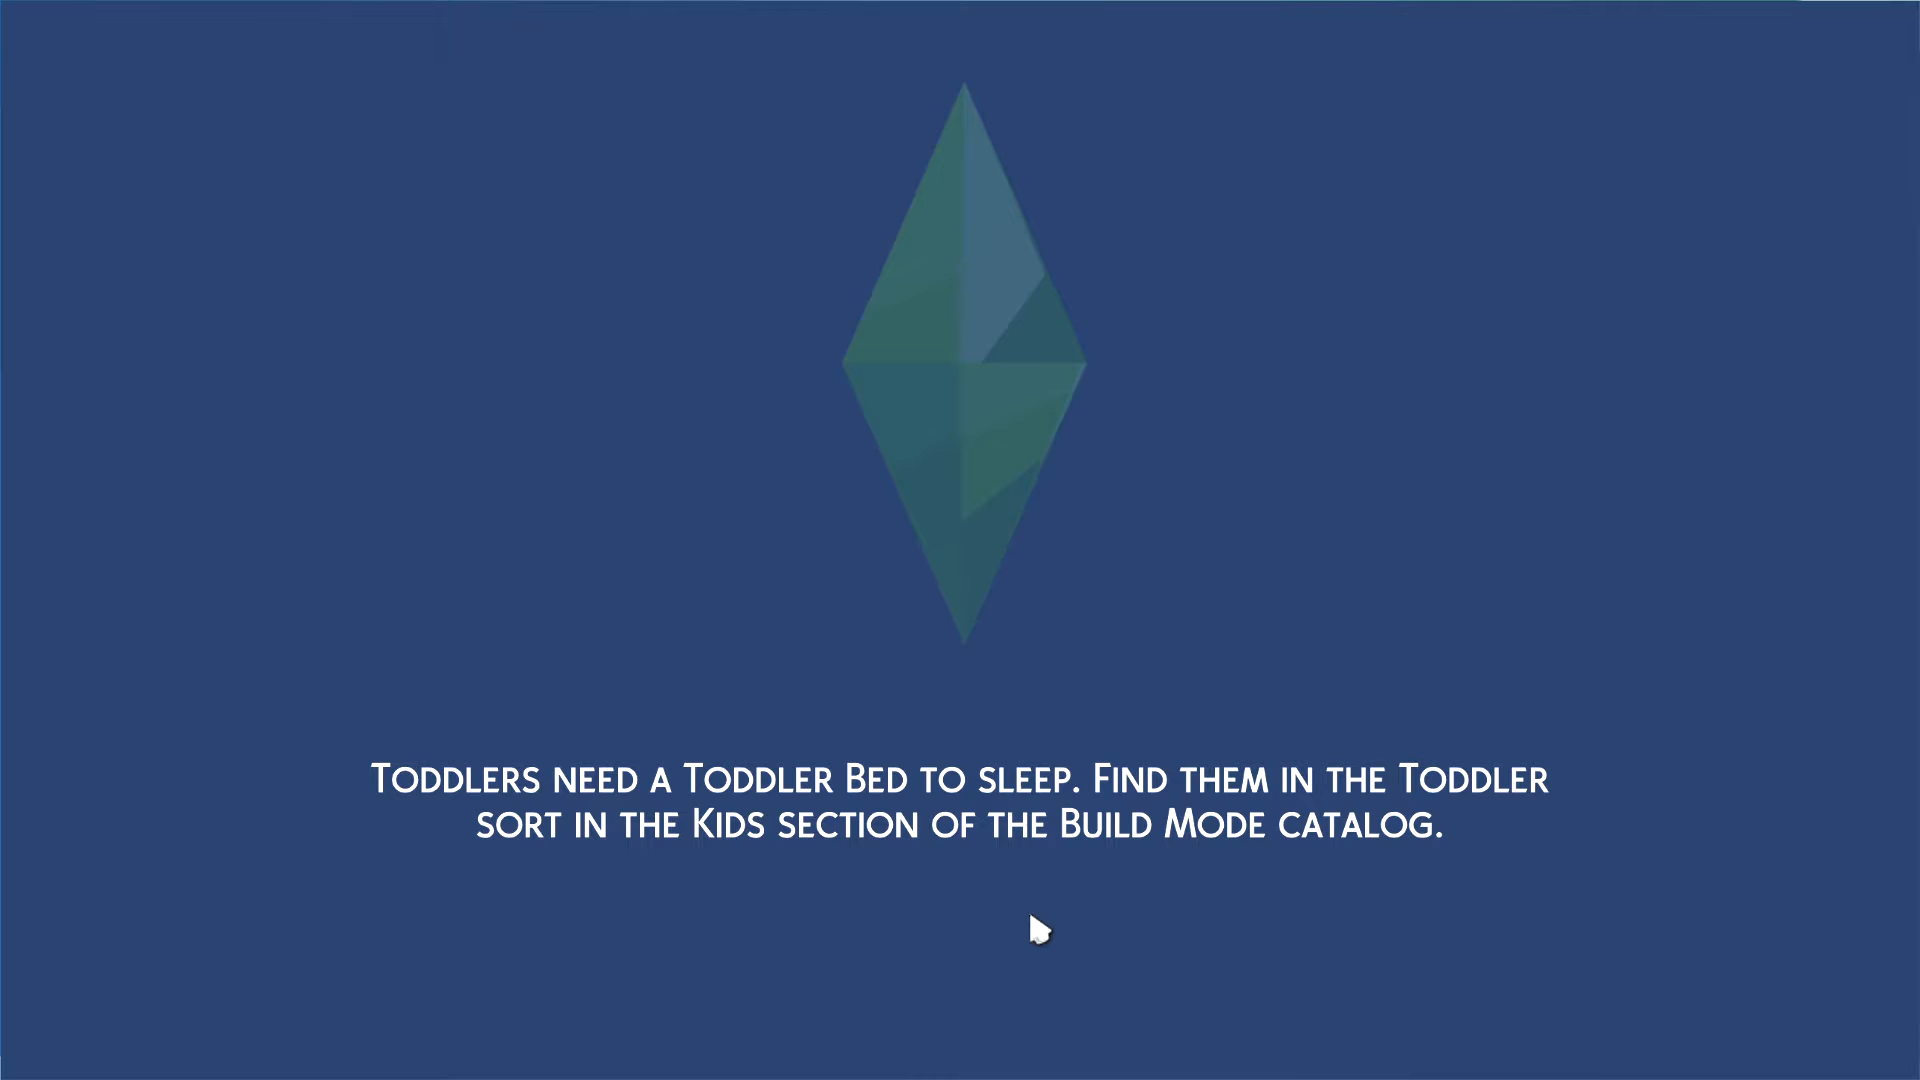 Toddlers need a Toddler Bed to sleep. Find them in the Toddler
sort in the Kids section of the Build Mode catalog.